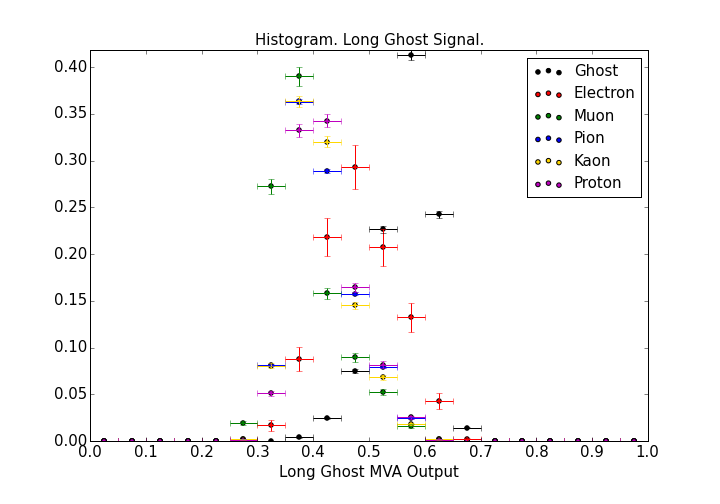 Histogram. Long Ghost Signal.
0.40
0.35
0.30
0.25
0.20
0.15
0.10
0.05
0.00
Ghost
Electron
Muon
Pion
Kaon
Proton
0.0 0.1 0.2 0.3 0.4 0.5 0.6 0.7 0.8 0.9 1.0
Long Ghost MVA Output